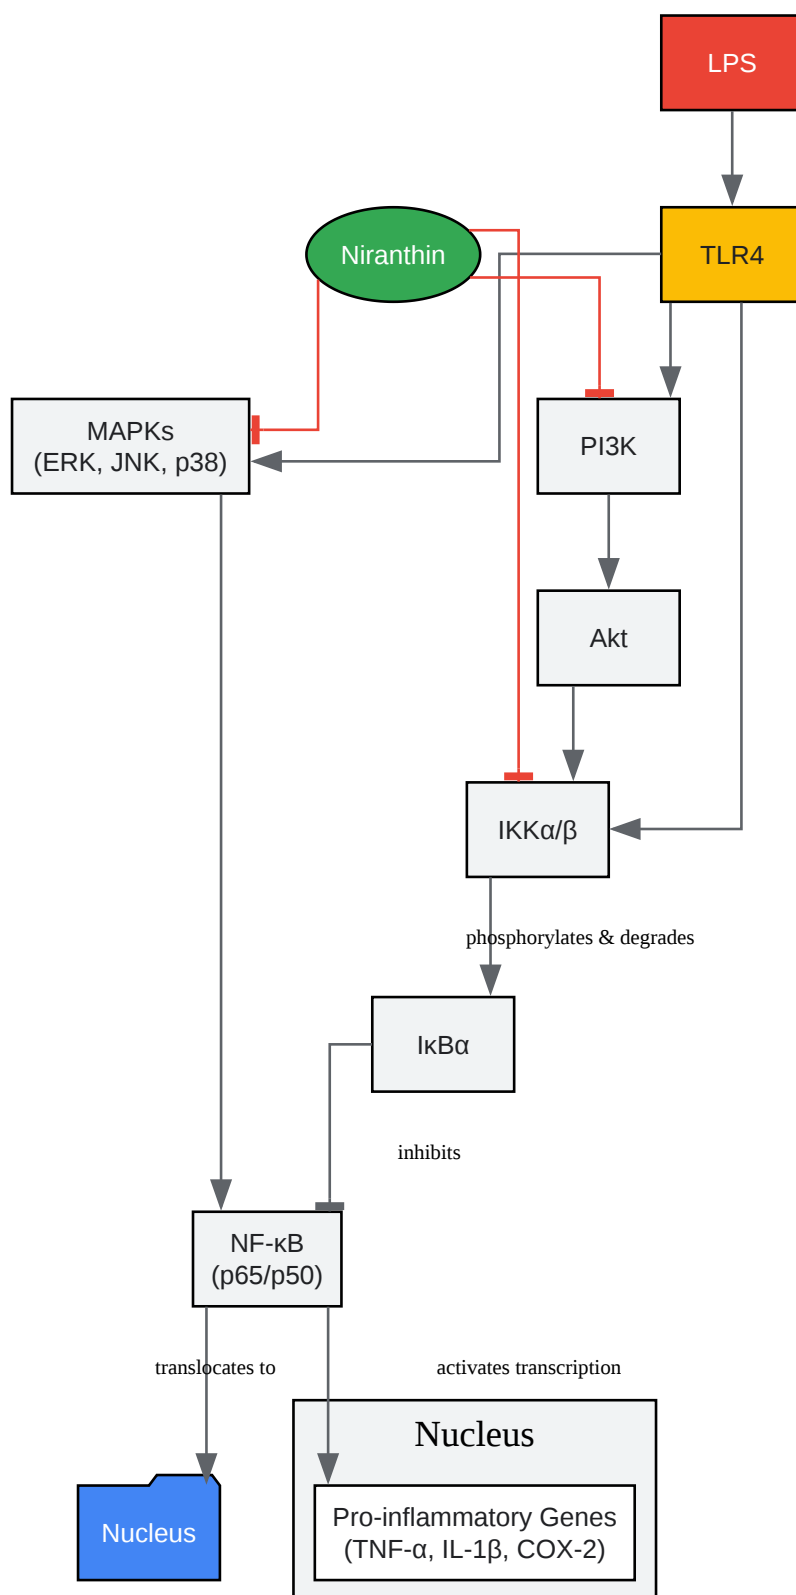 LPS
Niranthin
TLR4
MAPKs
(ERK, JNK, p38)
PI3K
Akt
IKKα/β
phosphorylates & degrades
IκBα
inhibits
NF-κB
(p65/p50)
translocates to
activates transcription
Nucleus
Nucleus
Pro-inflammatory Genes
(TNF-α, IL-1β, COX-2)